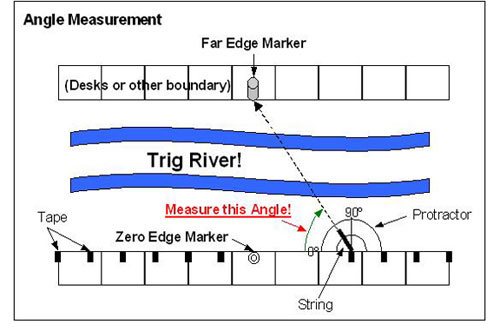 Angle Measurement
Far Edge Marker
(Desks or other boundary)
Trig River!
Measure this Angle!
90°
Protractor
Tape
Zero Edge Marker
0°
String